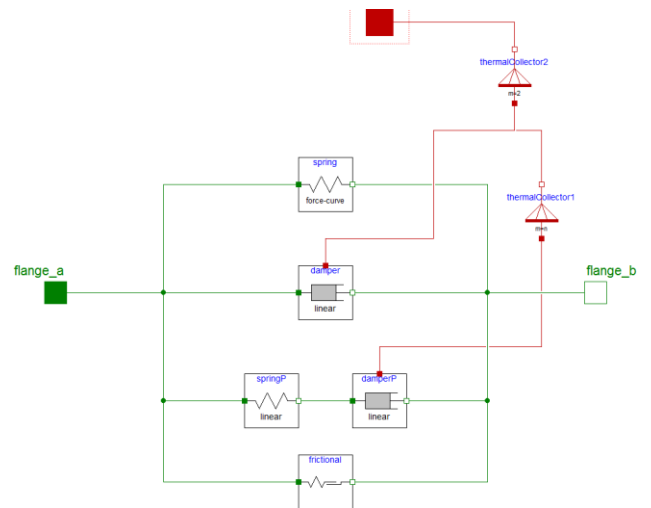 thermalCollector2
m=2
spring
force-curve
thermalCollector1
m=n
flange_a
damper
linear
flange_b
springP
linear
damperP
linear
frictional